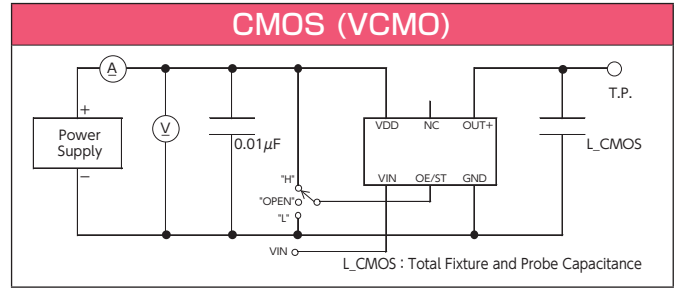 CMOS (VCMO)
A
T.P.
+
Power
Supply
−
V
0.01μF
VDD NC OUT+
L_CMOS
VIN OE/ST GND
"H"
"OPEN"
"L"
VIN
L_CMOS : Total Fixture and Probe Capacitance